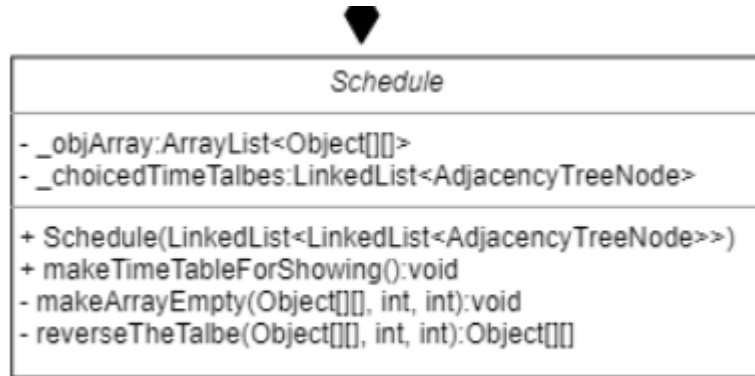 Schedule
- _objArray:ArrayList<Object[][]>
- _choicedTimeTalbes:LinkedList<AdjacencyTreeNode>
+ Schedule(LinkedList<LinkedList<AdjacencyTreeNode>>)
+ makeTimeTableForShowing():void
- makeArrayEmpty(Object[][], int, int):void
- reverseTheTalbe(Object[][], int, int):Object[][]